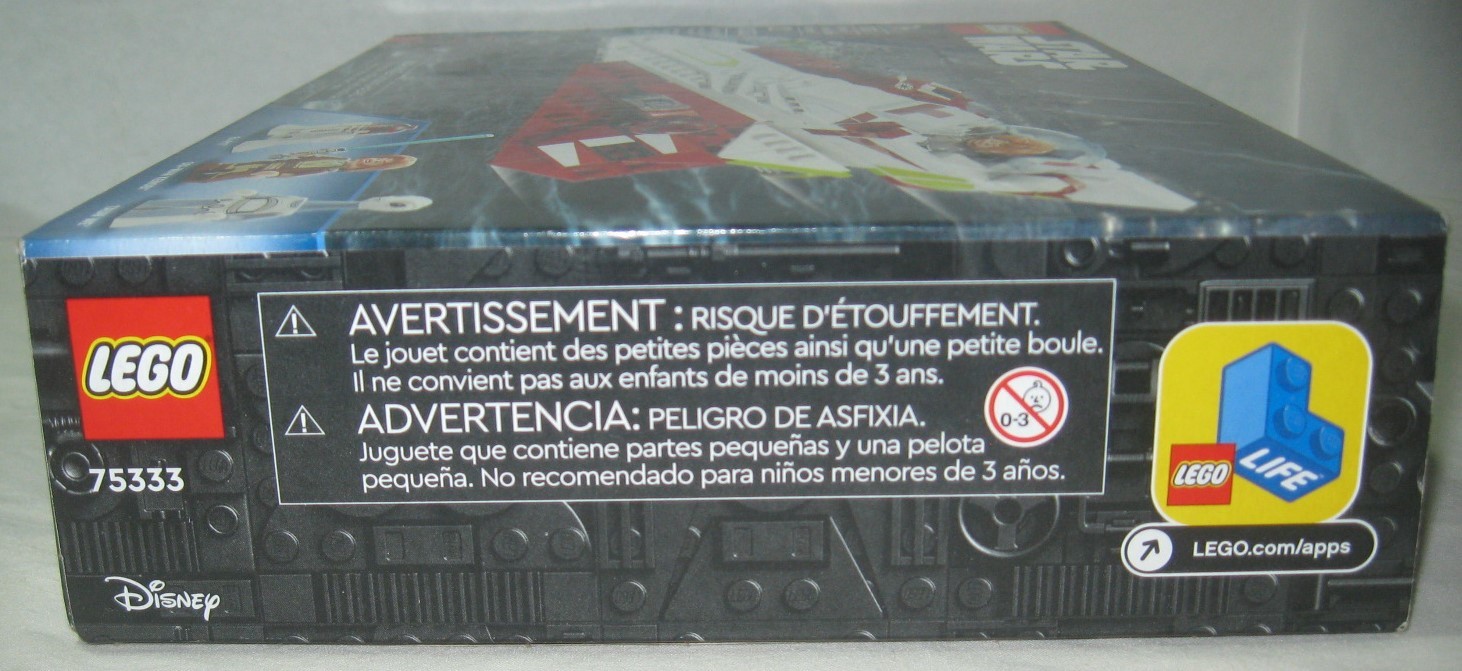 STAR
WARS
LEGO
75333
Disney
AVERTISSEMENT : RISQUE D'ÉTOUFFEMENT.
Le jouet contient des petites pièces ainsi qu'une petite boule.
Il ne convient pas aux enfants de moins de 3 ans.
ADVERTENCIA: PELIGRO DE ASFIXIA.
Juguete que contiene partes pequeñas y una pelota
pequeña. No recomendado para niños menores de 3 años.
0-3
LEGO
LIFE
LEGO.com/apps